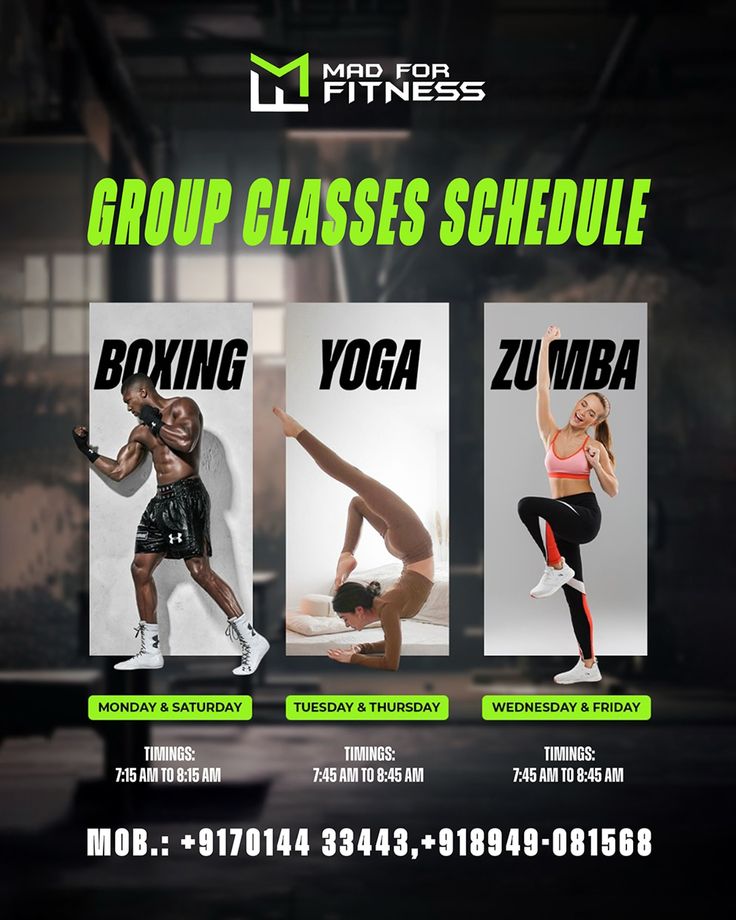 MAD FOR
FITNESS
GROUP CLASSES SCHEDULE
BOXING
YOGA
ZUMBA
MONDAY & SATURDAY
TUESDAY & THURSDAY
WEDNESDAY & FRIDAY
TIMINGS:
7:15 AM TO 8:15 AM
TIMINGS:
7:45 AM TO 8:45 AM
TIMINGS:
7:45 AM TO 8:45 AM
MOB.: +9170144 33443,+918949-081568